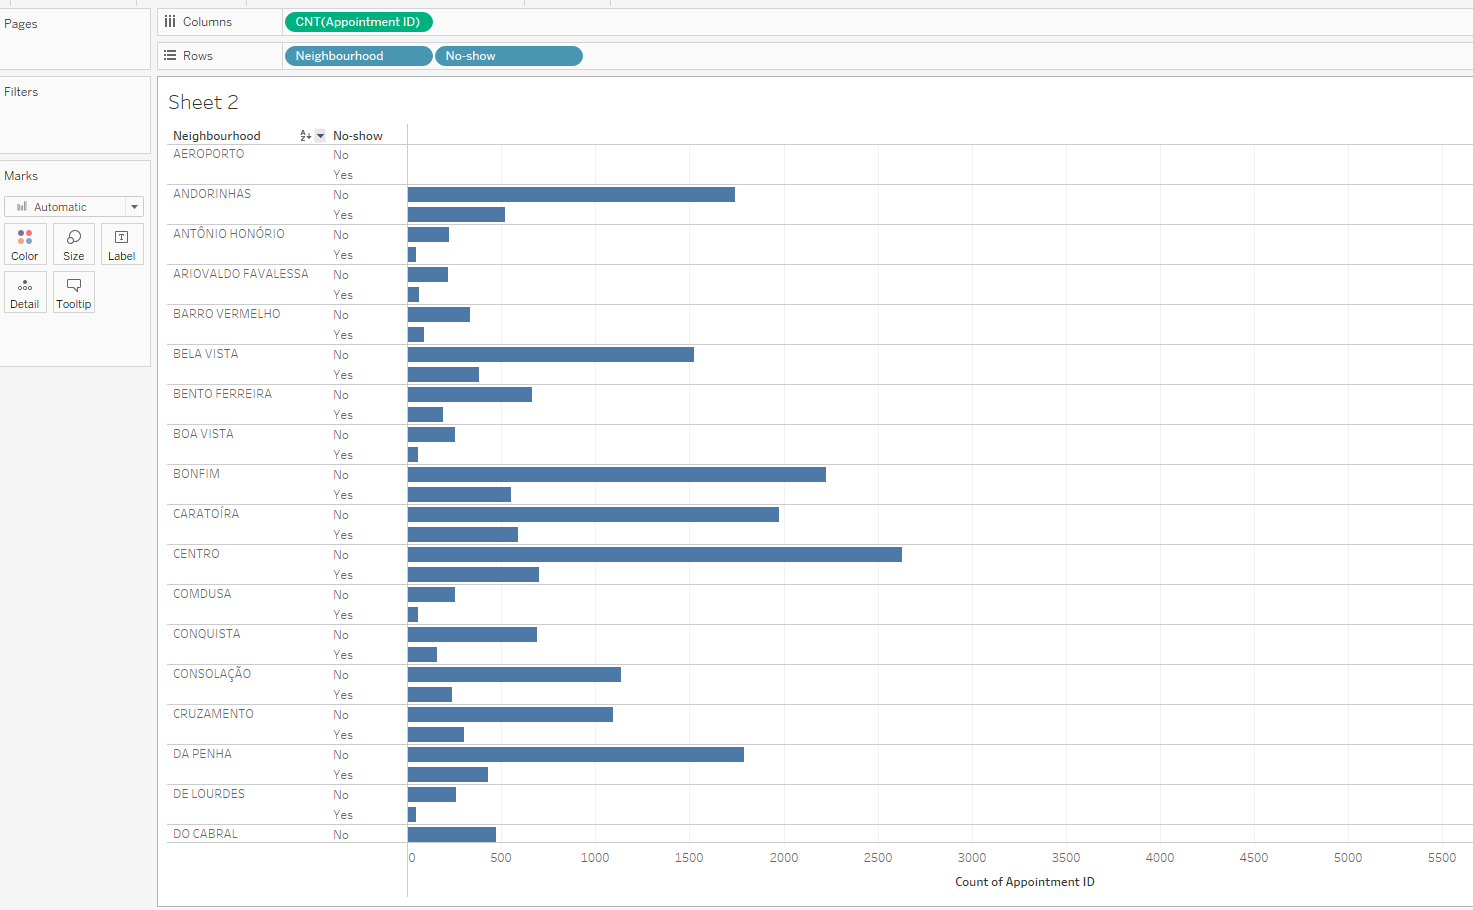 Pages
Columns CNT(Appointment ID)
Rows Neighbourhood No-show
Filters
Marks
Automatic
Color Size Label
Detail Tooltip
Sheet 2
Neighbourhood No-show
AEROPORTO No
Yes
ANDORINHAS No
Yes
ANTÔNIO HONÓRIO No
Yes
ARIOVALDO FAVALESSA No
Yes
BARRO VERMELHO No
Yes
BELA VISTA No
Yes
BENTO FERREIRA No
Yes
BOA VISTA No
Yes
BONFIM No
Yes
CARATOÍRA No
Yes
CENTRO No
Yes
COMDUSA No
Yes
CONQUISTA No
Yes
CONSOLAÇÃO No
Yes
CRUZAMENTO No
Yes
DA PENHA No
Yes
DE LOURDES No
Yes
DO CABRAL No
0 500 1000 1500 2000 2500 3000 3500 4000 4500 5000 5500
Count of Appointment ID